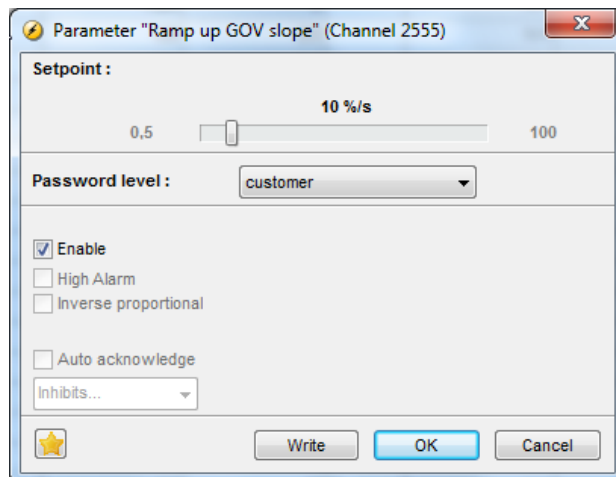 Parameter "Ramp up GOV slope" (Channel 2555)
Setpoint :
10 %/s
0,5 100
Password level : customer
Enable
High Alarm
Inverse proportional
Auto acknowledge
Inhibits...
Write OK Cancel